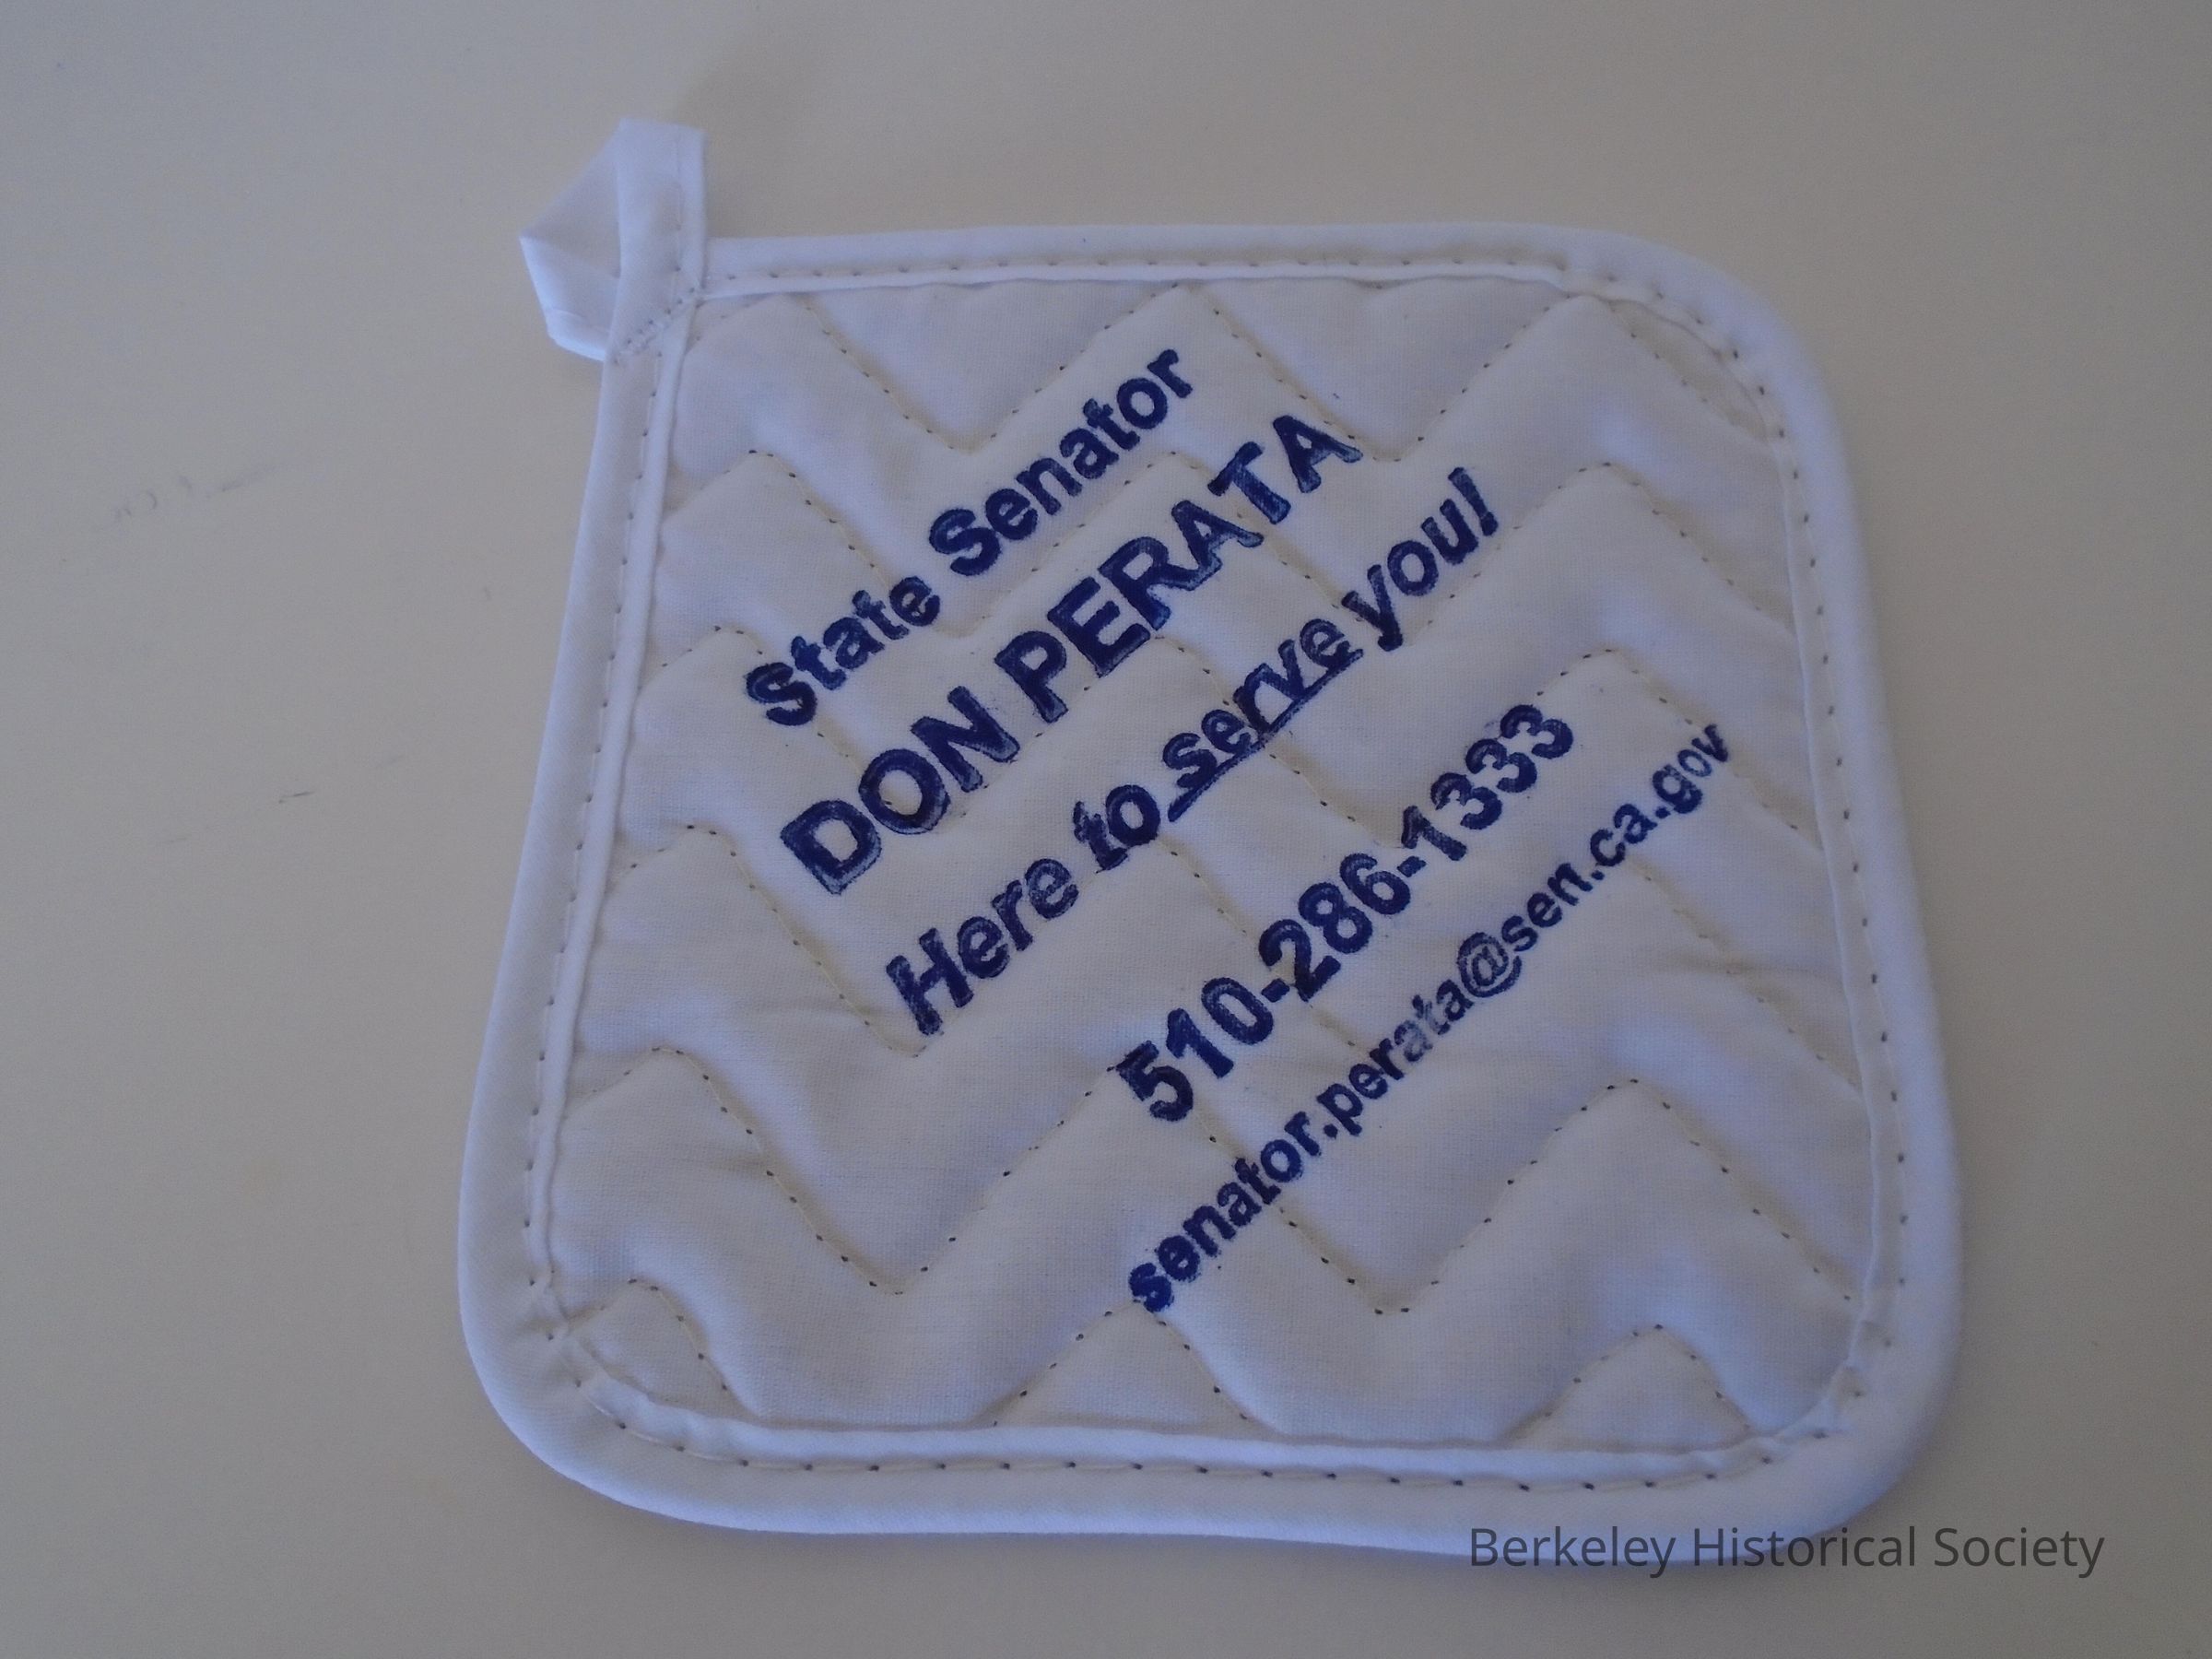 State Senator
DON PERATA
Here to serve you!
510-286-1333
senator.perata@sen.ca.gov
Berkeley Historical Society